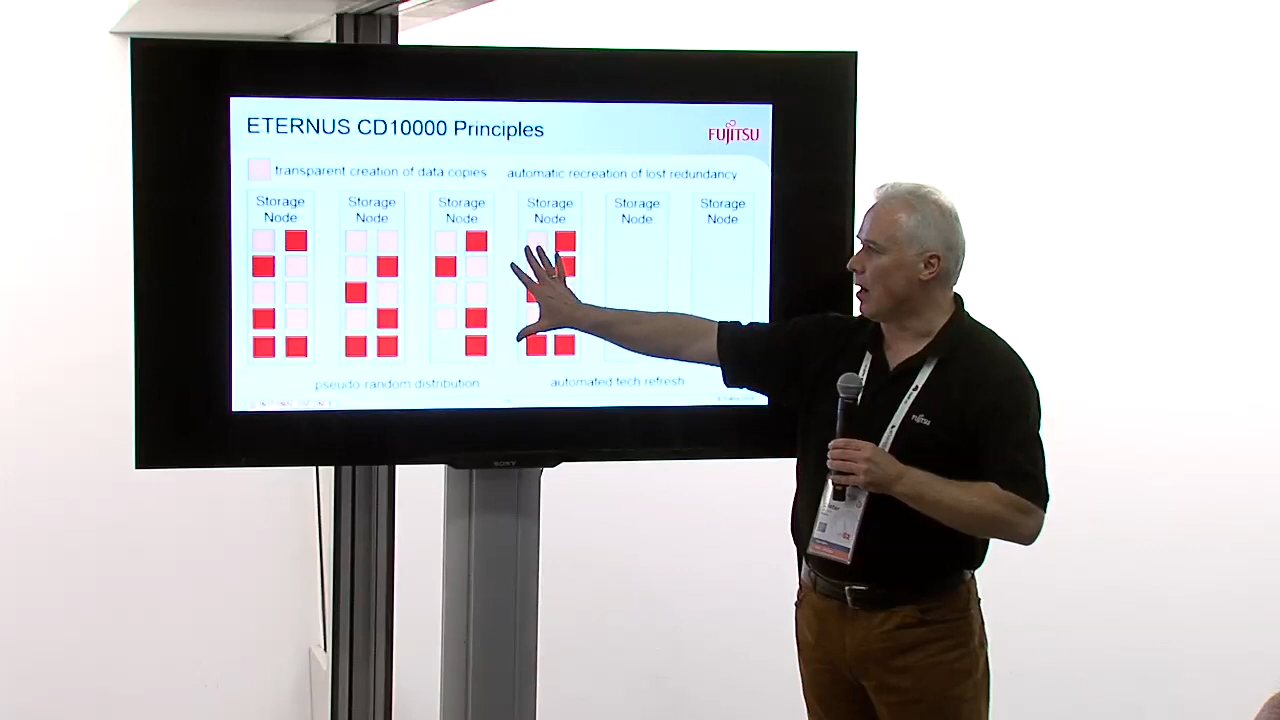 ETERNUS CD10000 Principles
FUJITSU
transparent creation of data copies
automatic recreation of lost redundancy
Storage
Node
Storage
Node
Storage
Node
Storage
Node
Storage
Node
Storage
Node
pseudo-random distribution
automated tech refresh
SONY
FUJITSU